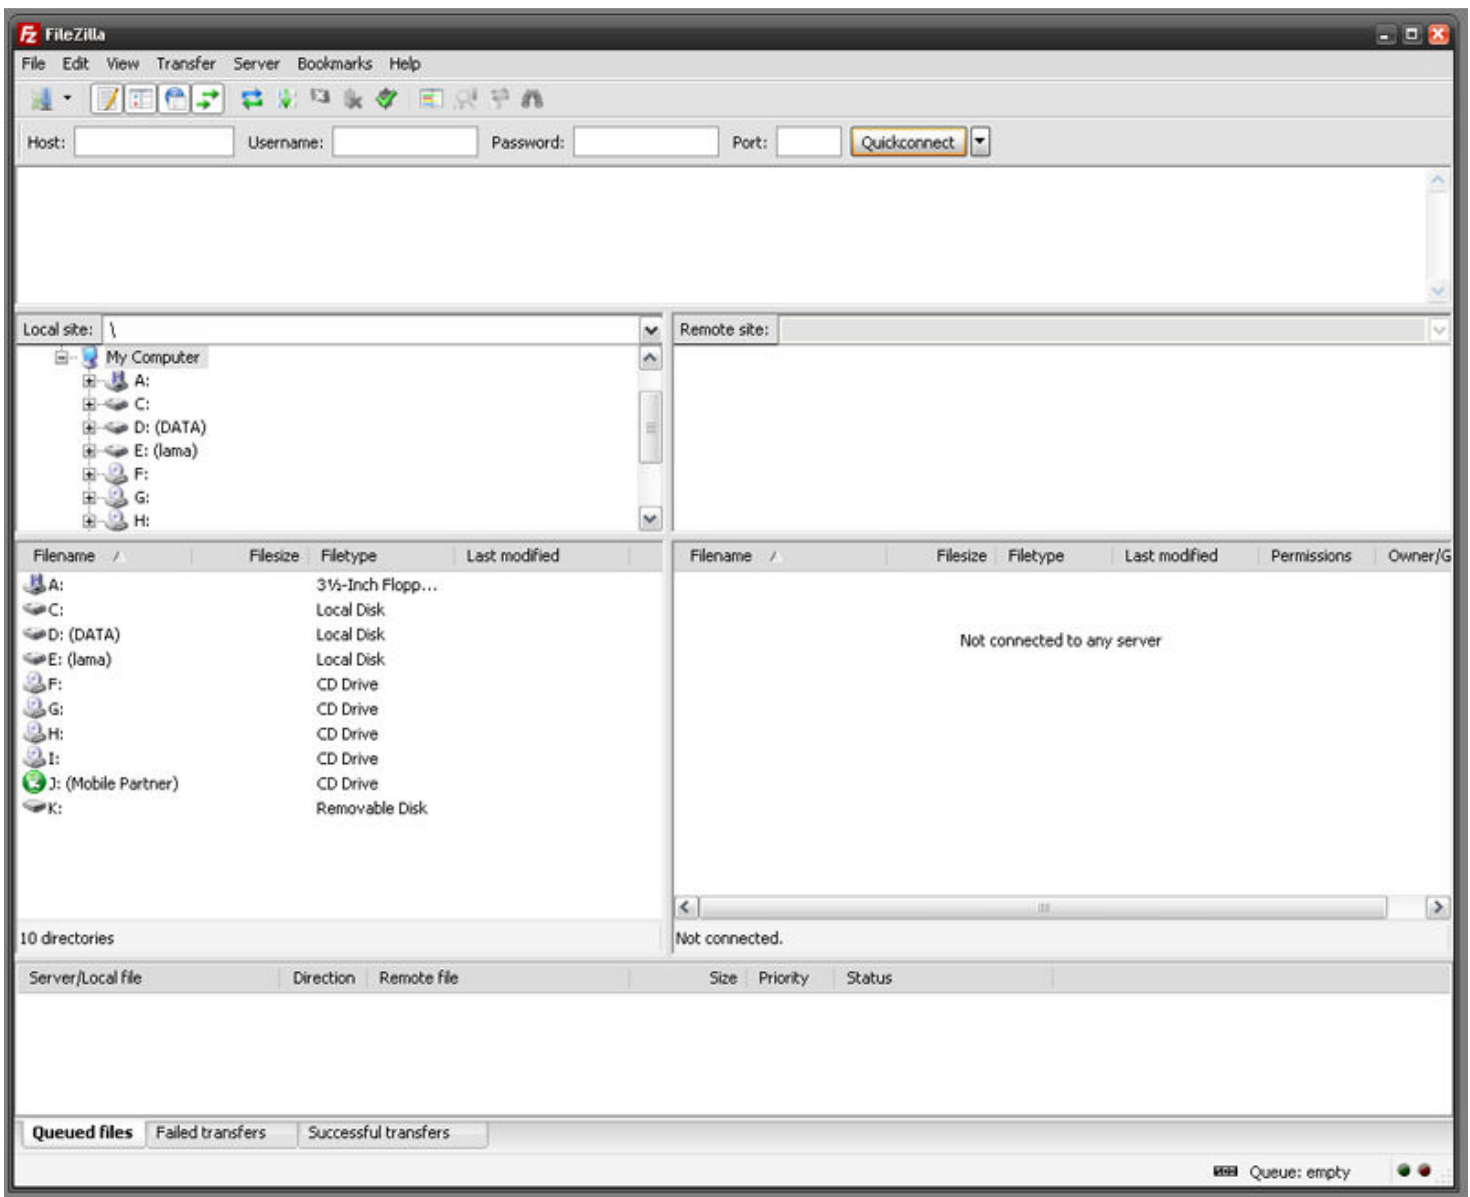 FileZilla
File Edit View Transfer Server Bookmarks Help
Host: Username: Password: Port: Quickconnect
Local site: \
My Computer
A:
C:
D: (DATA)
E: (lama)
F:
G:
H:
Remote site:
Filename Filesize Filetype Last modified
A: 3½-Inch Flopp...
C: Local Disk
D: (DATA) Local Disk
E: (lama) Local Disk
F: CD Drive
G: CD Drive
H: CD Drive
I: CD Drive
J: (Mobile Partner) CD Drive
K: Removable Disk
10 directories
Filename Filesize Filetype Last modified Permissions Owner/G
Not connected to any server
Not connected.
Server/Local file Direction Remote file Size Priority Status
Queued files Failed transfers Successful transfers
Queue: empty